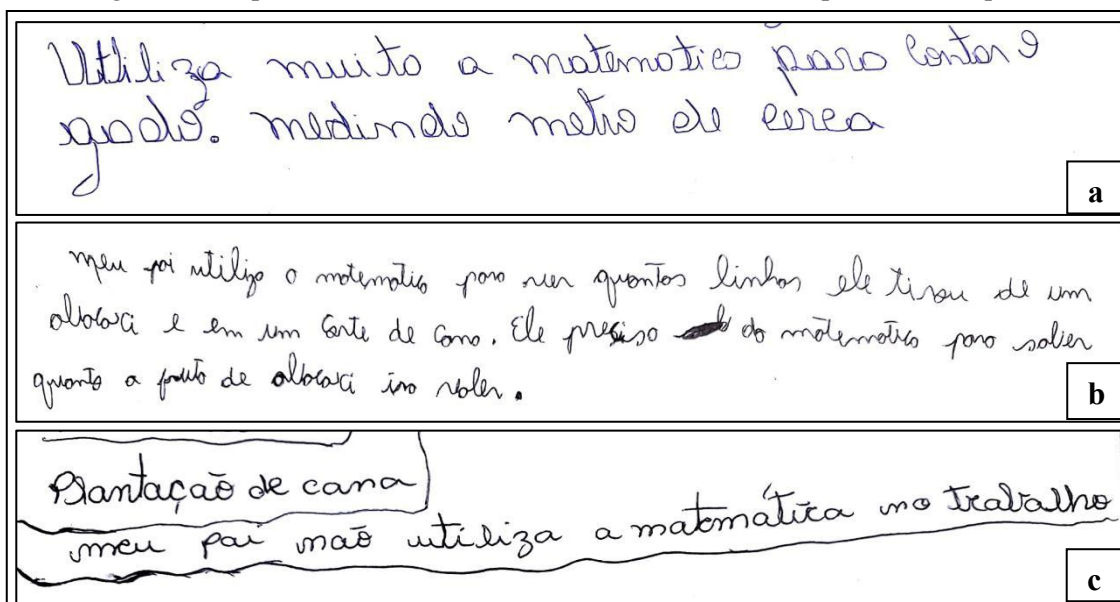 Utiliza muito a matematica para contar o
gado. medindo metro de cerca
a
meu pai utiliza a matematica para ver quantas linhas ele tirou de um
abacaxi e em um corte de cana. Ele precisa da matematica para saber
quanto a fruta de abacaxi ira valer.
b
Plantação de cana
meu pai não utiliza a matemática no trabalho
c